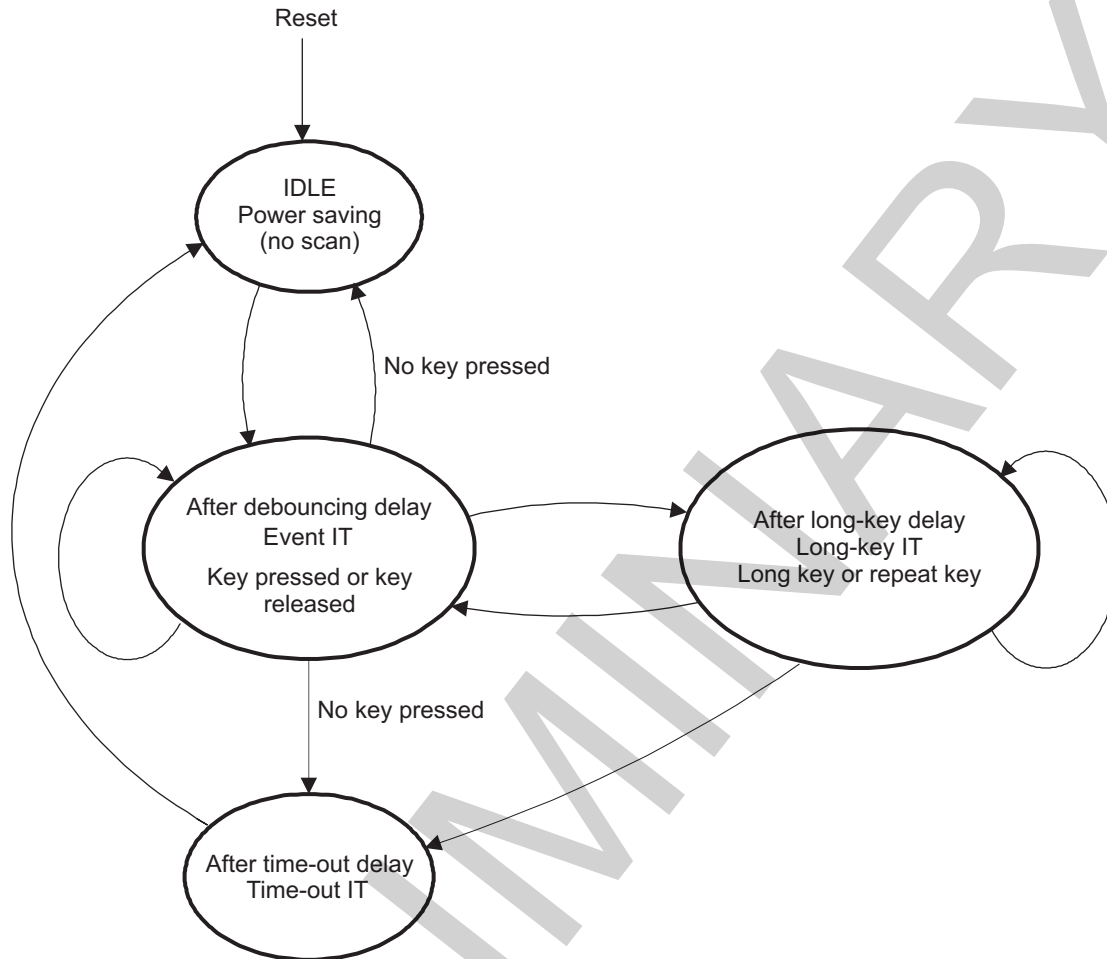 Reset
IDLE
Power saving
(no scan)
No key pressed
After debouncing delay
Event IT
Key pressed or key
released
After long-key delay
Long-key IT
Long key or repeat key
No key pressed
After time-out delay
Time-out IT
IMINARY